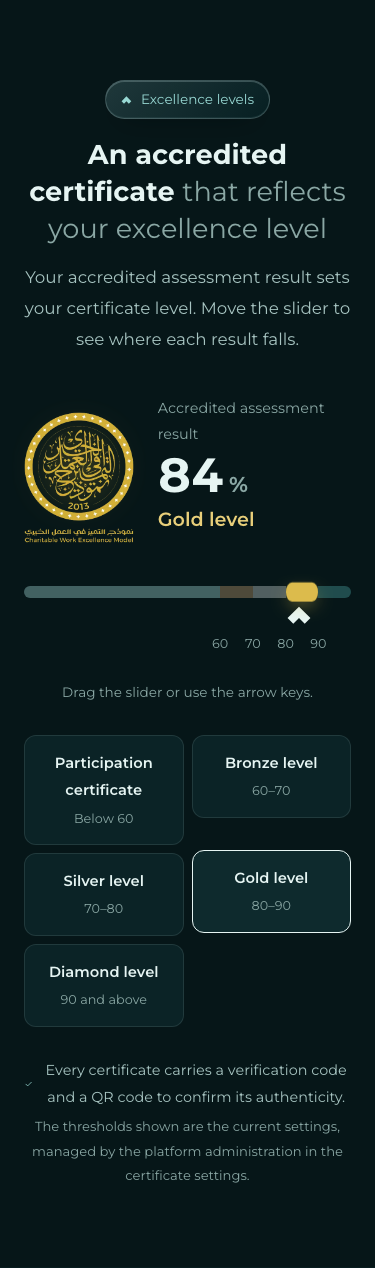 Excellence levels
An accredited
certificate that reflects
your excellence level
Your accredited assessment result sets
your certificate level. Move the slider to
see where each result falls.
Accredited assessment
result
84 %
Gold level
2013
نموذج التميز في العمل الخيري
Charitable Work Excellence Model
60 70 80 90
Drag the slider or use the arrow keys.
Participation
certificate
Below 60
Bronze level
60–70
Silver level
70–80
Gold level
80–90
Diamond level
90 and above
Every certificate carries a verification code
and a QR code to confirm its authenticity.
The thresholds shown are the current settings,
managed by the platform administration in the
certificate settings.